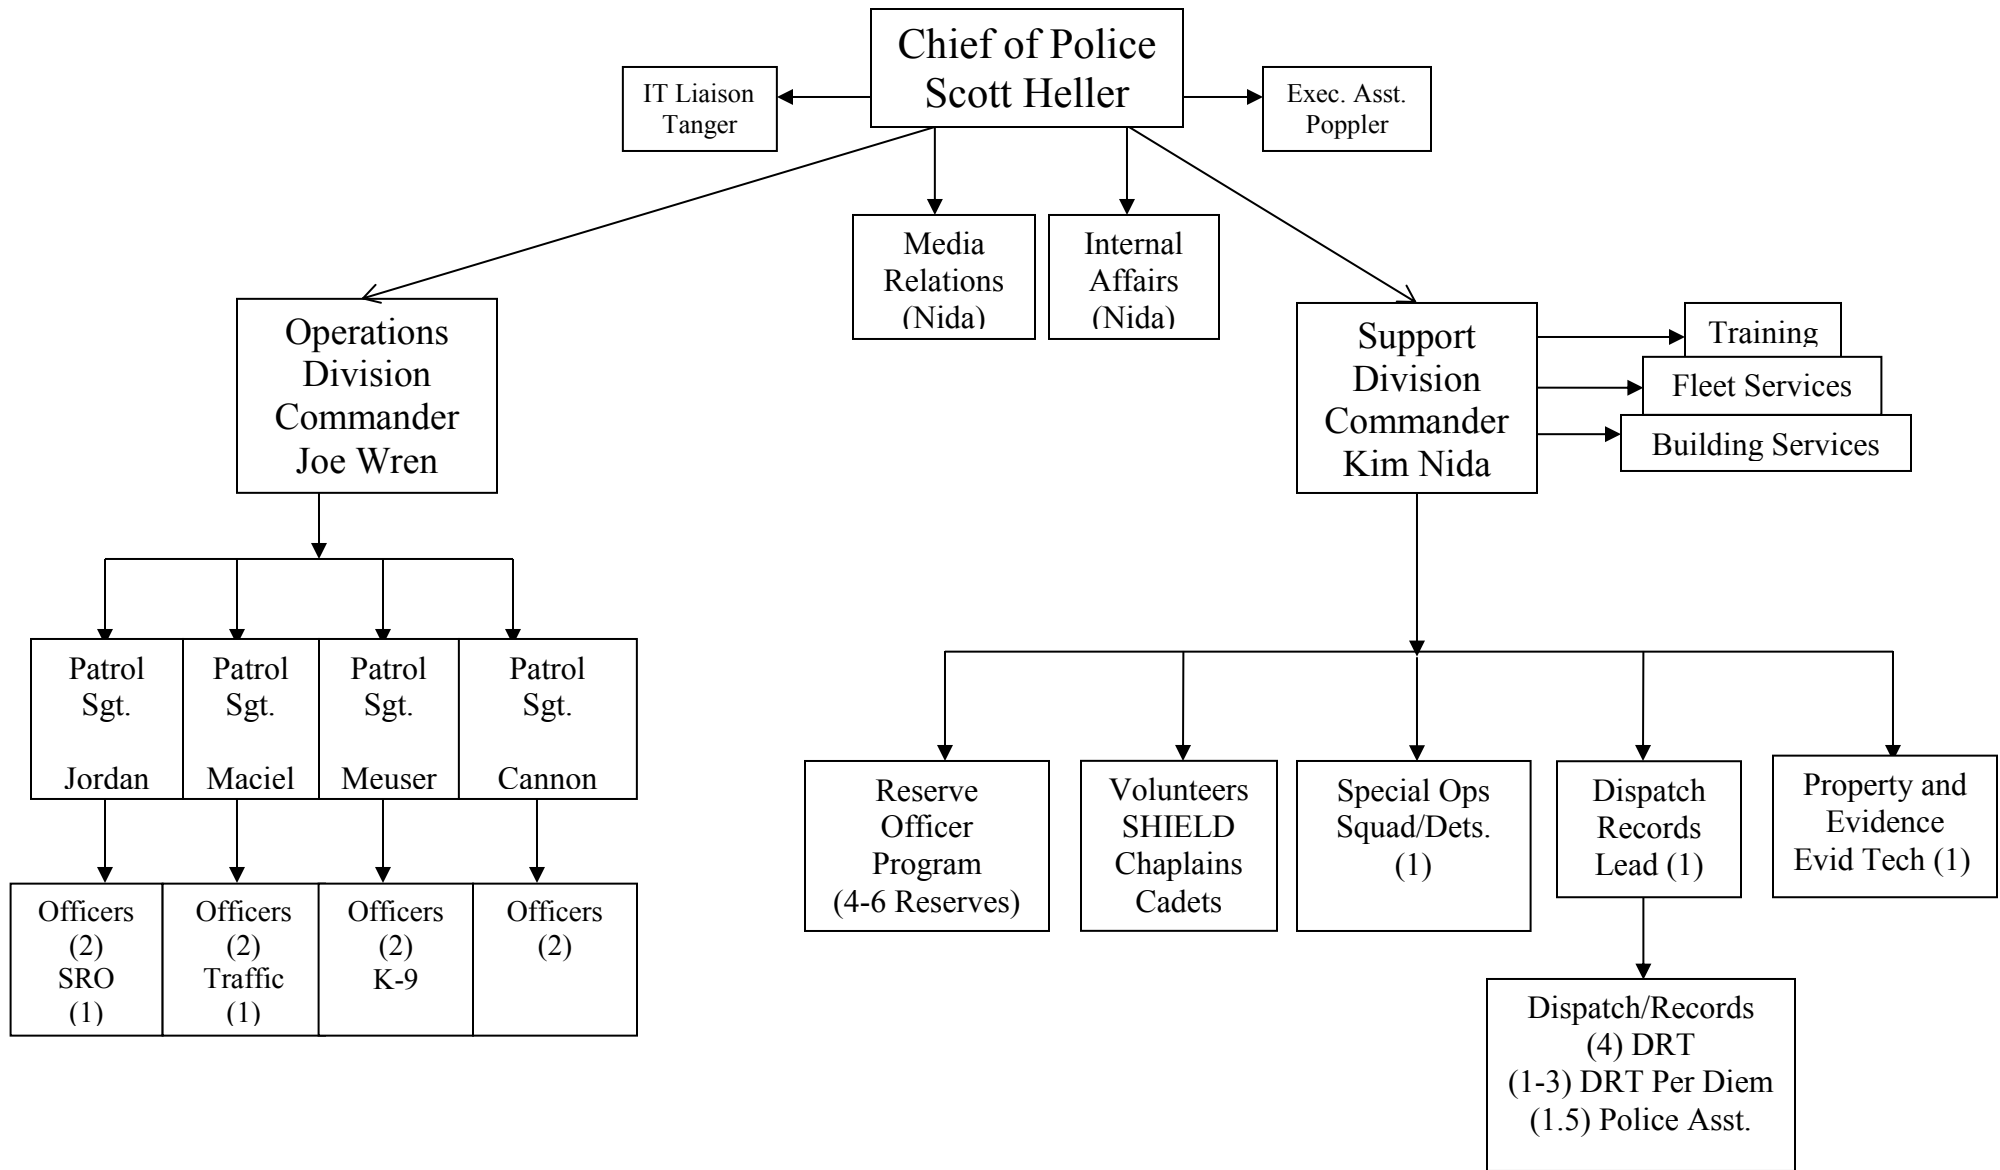 Chief of Police
Scott Heller
IT Liaison
Tanger
Exec. Asst.
Poppler
Media
Relations
(Nida)
Internal
Affairs
(Nida)
Operations
Division
Commander
Joe Wren
Support
Division
Commander
Kim Nida
Training
Fleet Services
Building Services
Patrol
Sgt.
Jordan
Patrol
Sgt.
Maciel
Patrol
Sgt.
Meuser
Patrol
Sgt.
Cannon
Officers
(2)
SRO
(1)
Officers
(2)
Traffic
(1)
Officers
(2)
K-9
Officers
(2)
Reserve
Officer
Program
(4-6 Reserves)
Volunteers
SHIELD
Chaplains
Cadets
Special Ops
Squad/Dets.
(1)
Dispatch
Records
Lead (1)
Property and
Evidence
Evid Tech (1)
Dispatch/Records
(4) DRT
(1-3) DRT Per Diem
(1.5) Police Asst.